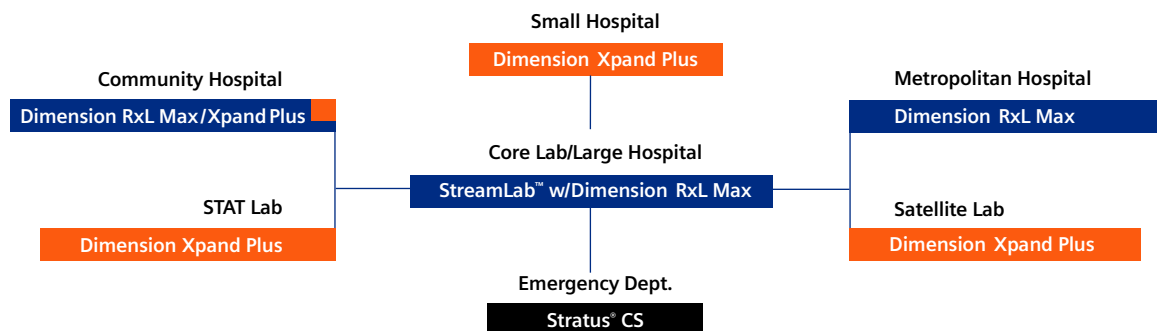 Small Hospital
Dimension Xpand Plus
Community Hospital
Dimension RxL Max/Xpand Plus
Metropolitan Hospital
Dimension RxL Max
Core Lab/Large Hospital
StreamLab™ w/Dimension RxL Max
STAT Lab
Dimension Xpand Plus
Satellite Lab
Dimension Xpand Plus
Emergency Dept.
Stratus® CS